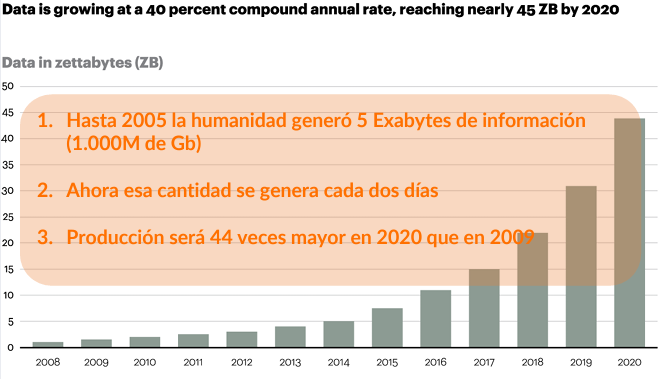 Data is growing at a 40 percent compound annual rate, reaching nearly 45 ZB by 2020
Data in zettabytes (ZB)
50
45
40
35
30
25
20
15
10
5
0
1. Hasta 2005 la humanidad generó 5 Exabytes de información
(1.000M de Gb)
2. Ahora esa cantidad se genera cada dos días
3. Producción será 44 veces mayor en 2020 que en 2009
2008 2009 2010 2011 2012 2013 2014 2015 2016 2017 2018 2019 2020